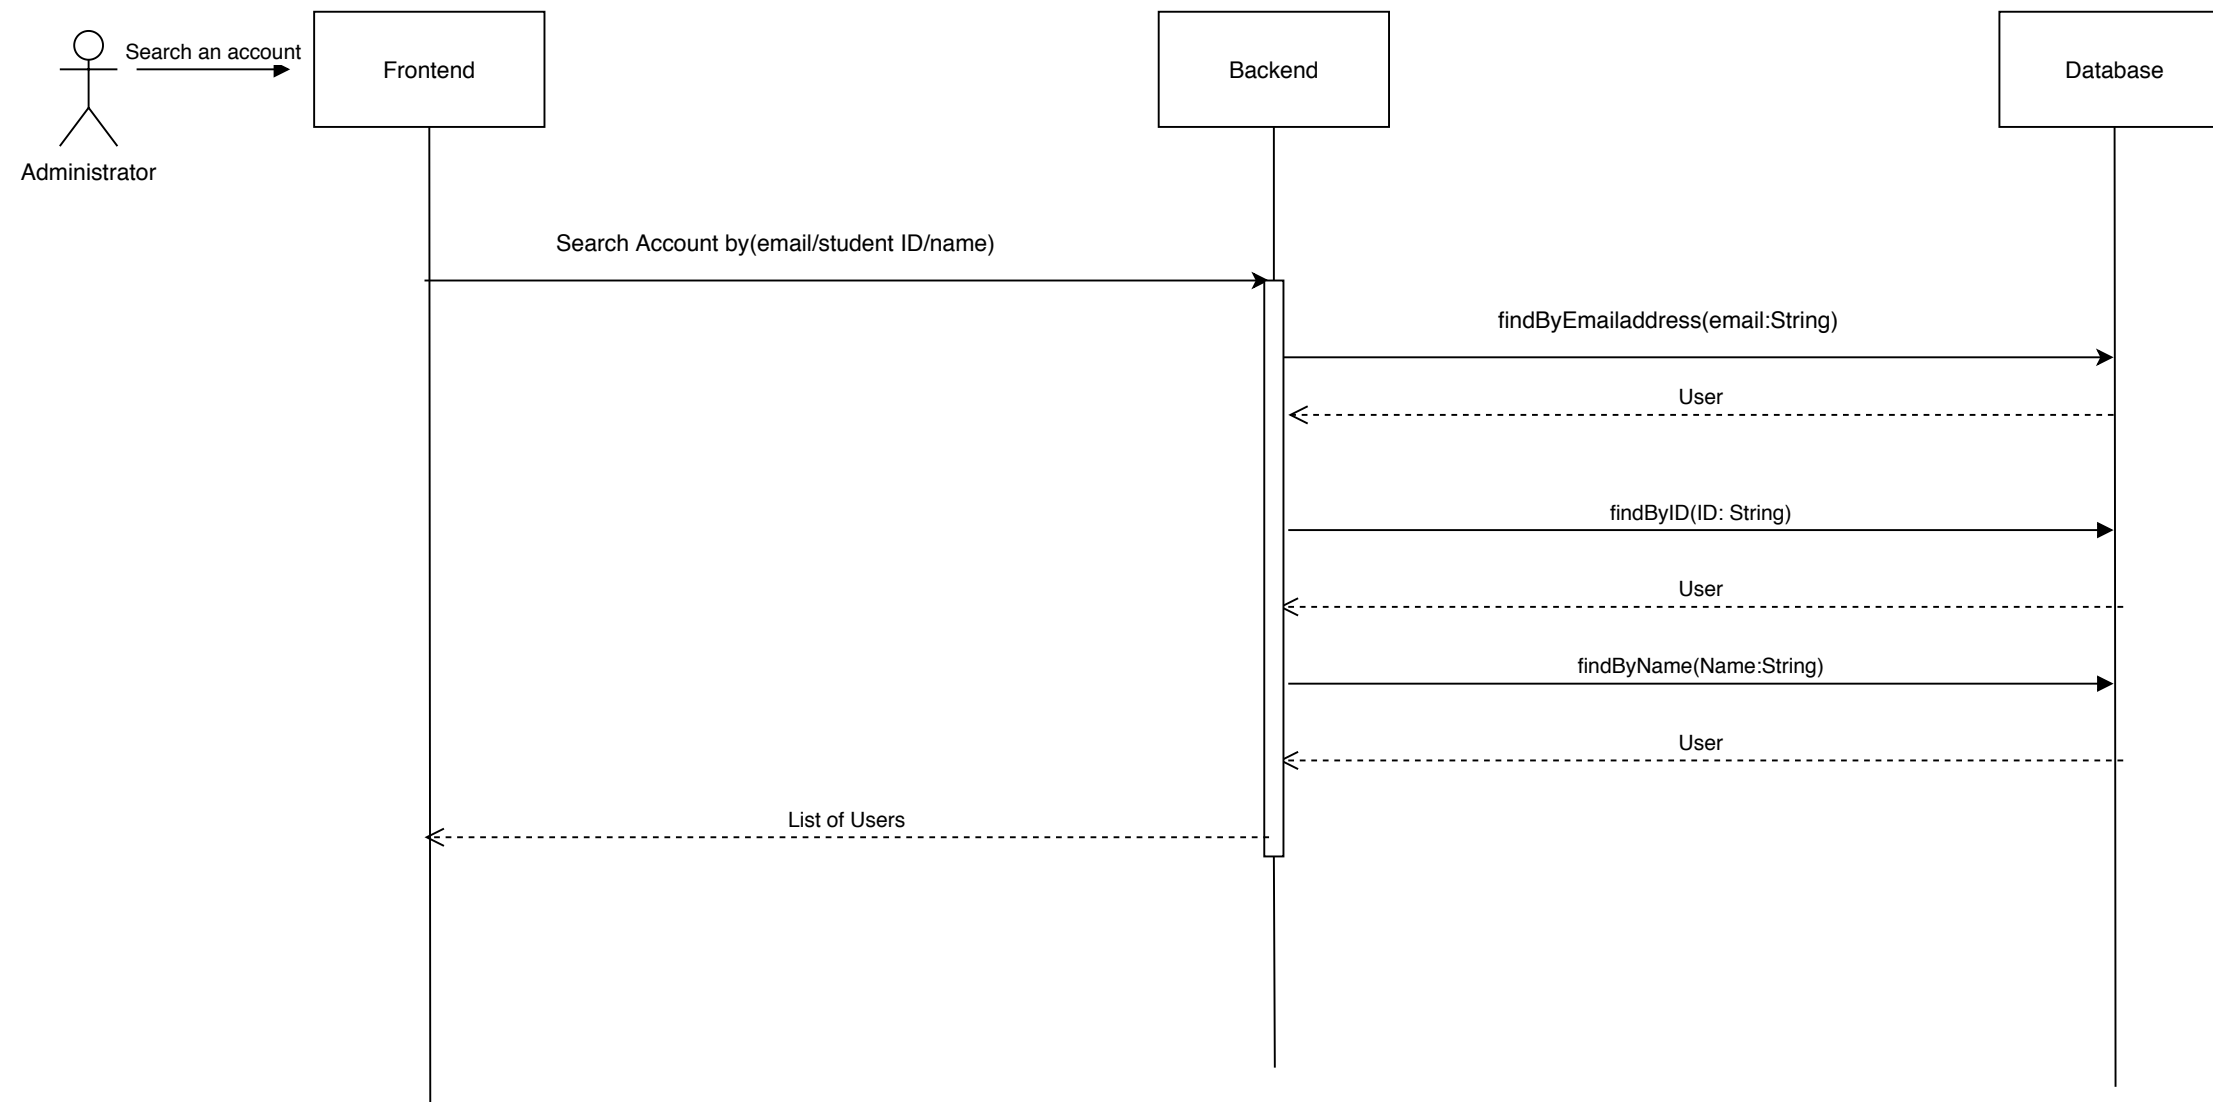 Search an account
Frontend
Backend
Database
Administrator
Search Account by(email/student ID/name)
findByEmailaddress(email:String)
User
findByID(ID: String)
User
findByName(Name:String)
User
List of Users